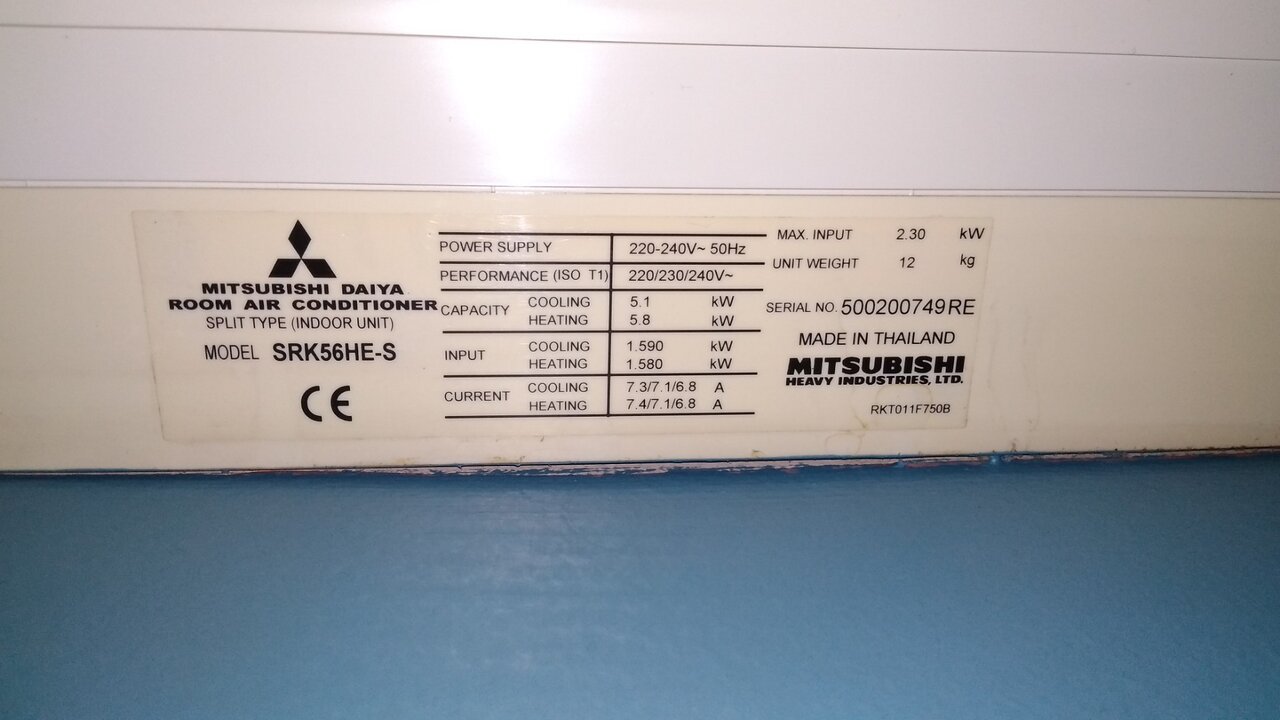 MITSUBISHI DAIYA
ROOM AIR CONDITIONER
SPLIT TYPE (INDOOR UNIT)
MODEL SRK56HE-S
CE
POWER SUPPLY 220-240V~ 50Hz
PERFORMANCE (ISO T1) 220/230/240V~
CAPACITY COOLING 5.1 kW
HEATING 5.8 kW
INPUT COOLING 1.590 kW
HEATING 1.580 kW
CURRENT COOLING 7.3/7.1/6.8 A
HEATING 7.4/7.1/6.8 A
MAX. INPUT 2.30 kW
UNIT WEIGHT 12 kg
SERIAL NO. 500200749RE
MADE IN THAILAND
MITSUBISHI
HEAVY INDUSTRIES, LTD.
RKT011F750B